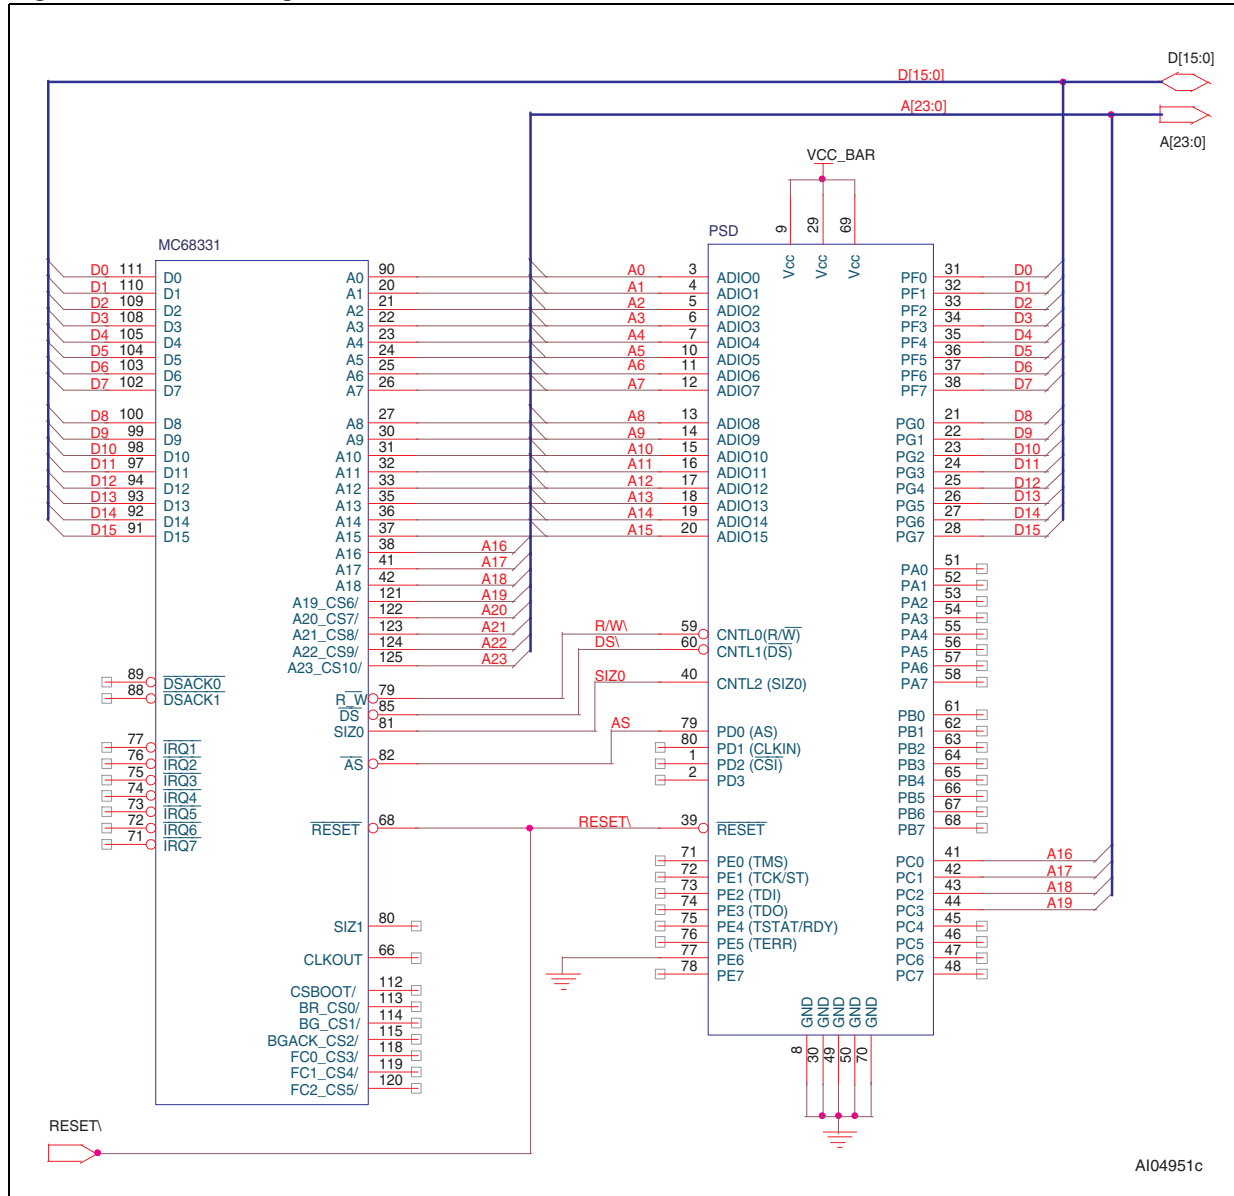 D[15:0]
D[15:0]
A[23:0]
A[23:0]
VCC_BAR
MC68331
PSD
9 29 69
Vcc Vcc Vcc
D0 111 D0 A0 90 A0 3 ADIO0 PF0 31 D0
D1 110 D1 A1 20 A1 4 ADIO1 PF1 32 D1
D2 109 D2 A2 21 A2 5 ADIO2 PF2 33 D2
D3 108 D3 A3 22 A3 6 ADIO3 PF3 34 D3
D4 105 D4 A4 23 A4 7 ADIO4 PF4 35 D4
D5 104 D5 A5 24 A5 10 ADIO5 PF5 36 D5
D6 103 D6 A6 25 A6 11 ADIO6 PF6 37 D6
D7 102 D7 A7 26 A7 12 ADIO7 PF7 38 D7
D8 100 D8 A8 27 A8 13 ADIO8 PG0 21 D8
D9 99 D9 A9 30 A9 14 ADIO9 PG1 22 D9
D10 98 D10 A10 31 A10 15 ADIO10 PG2 23 D10
D11 97 D11 A11 32 A11 16 ADIO11 PG3 24 D11
D12 94 D12 A12 33 A12 17 ADIO12 PG4 25 D12
D13 93 D13 A13 35 A13 18 ADIO13 PG5 26 D13
D14 92 D14 A14 36 A14 19 ADIO14 PG6 27 D14
D15 91 D15 A15 37 A15 20 ADIO15 PG7 28 D15
A16 38 A16
A17 41 A17 PA0 51
A18 42 A18 PA1 52
A19_CS6/ 121 A19 PA2 53
A20_CS7/ 122 A20 PA3 54
A21_CS8/ 123 A21 R/W\ 59 CNTL0(R/W) PA4 55
A22_CS9/ 124 A22 DS\ 60 CNTL1(DS) PA5 56
A23_CS10/ 125 A23 PA6 57
89 DSACK0 SIZ0 40 CNTL2 (SIZ0) PA7 58
88 DSACK1 R_W 79
DS 85 PB0 61
SIZ0 81 AS 79 PD0 (AS) PB1 62
77 IRQ1 80 PD1 (CLKIN) PB2 63
76 IRQ2 AS 82 1 PD2 (CSI) PB3 64
75 IRQ3 2 PD3 PB4 65
74 IRQ4 PB5 66
73 IRQ5 PB6 67
72 IRQ6 RESET 68 RESET\ 39 RESET PB7 68
71 IRQ7
71 PE0 (TMS) PC0 41 A16
72 PE1 (TCK/ST) PC1 42 A17
73 PE2 (TDI) PC2 43 A18
74 PE3 (TDO) PC3 44 A19
SIZ1 80 75 PE4 (TSTAT/RDY) PC4 45
76 PE5 (TERR) PC5 46
CLKOUT 66 77 PE6 PC6 47
78 PE7 PC7 48
CSBOOT/ 112
BR_CS0/ 113
BG_CS1/ 114
BGACK_CS2/ 115
FC0_CS3/ 118
FC1_CS4/ 119
FC2_CS5/ 120
GND GND GND GND GND
8 30 49 50 70
RESET\
AI04951c